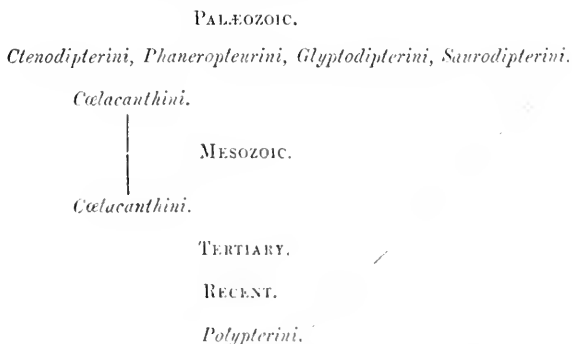 PALÆOZOIC.
Ctenodipterini, Phaneropleurini, Glyptodipterini, Saurodipterini.
Cœlacanthini.
MESOZOIC.
Cœlacanthini.
TERTIARY.
RECENT.
Polypterini.